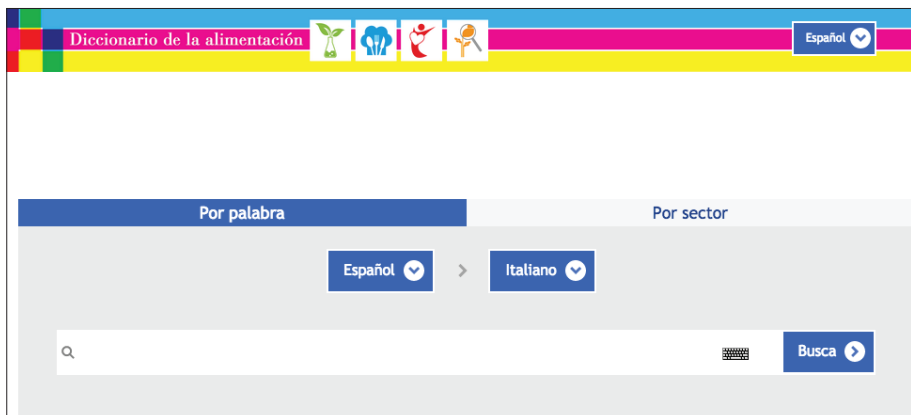 Diccionario de la alimentación
Español
Por palabra
Por sector
Español
Italiano
Busca